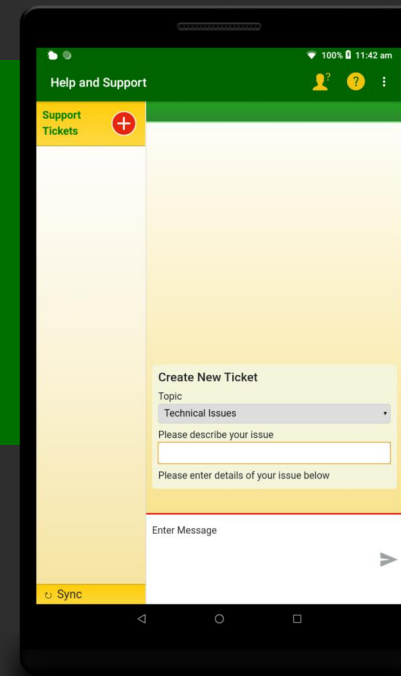 100% 11:42 am
Help and Support
?
?
Support
Tickets
Create New Ticket
Topic
Technical Issues
Please describe your issue
Please enter details of your issue below
Enter Message
Sync